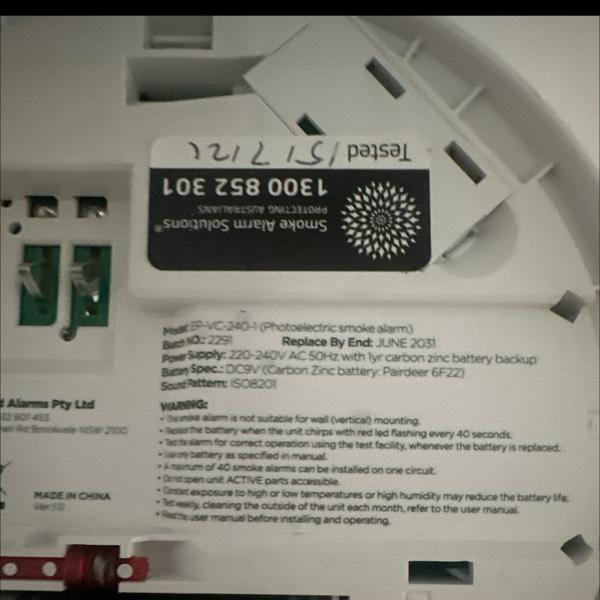 Tested 15/7/21
1300 852 301
PROTECTING AUSTRALIANS
Smoke Alarm Solutions®
Model: EP-VC-240-1 (Photoelectric smoke alarm)
Batch NO.: 2291 Replace By End: JUNE 2031
Power Supply: 220-240V AC 50Hz with 1yr carbon zinc battery backup
Battery Spec.: DC9V (Carbon Zinc battery: Pairdeer 6F22)
Sound Pattern: ISO8201
WARNING:
• The smoke alarm is not suitable for wall (vertical) mounting.
• Replace the battery when the unit chirps with red led flashing every 40 seconds.
• Test the alarm for correct operation using the test facility, whenever the battery is replaced.
• Use only battery as specified in manual.
• A maximum of 40 smoke alarms can be installed on one circuit.
• Do not open unit ACTIVE parts accessible.
• Constant exposure to high or low temperatures or high humidity may reduce the battery life.
• Test weekly, cleaning the outside of the unit each month, refer to the user manual.
• Read the user manual before installing and operating.
Alarms Pty Ltd
Rd Brookvale NSW 2100
MADE IN CHINA